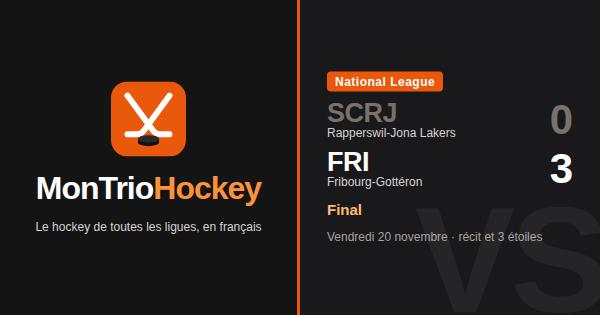 MonTrioHockey
Le hockey de toutes les ligues, en français
National League
SCRJ 0
Rapperswil-Jona Lakers
FRI 3
Fribourg-Gottéron
Final
Vendredi 20 novembre · récit et 3 étoiles
VS